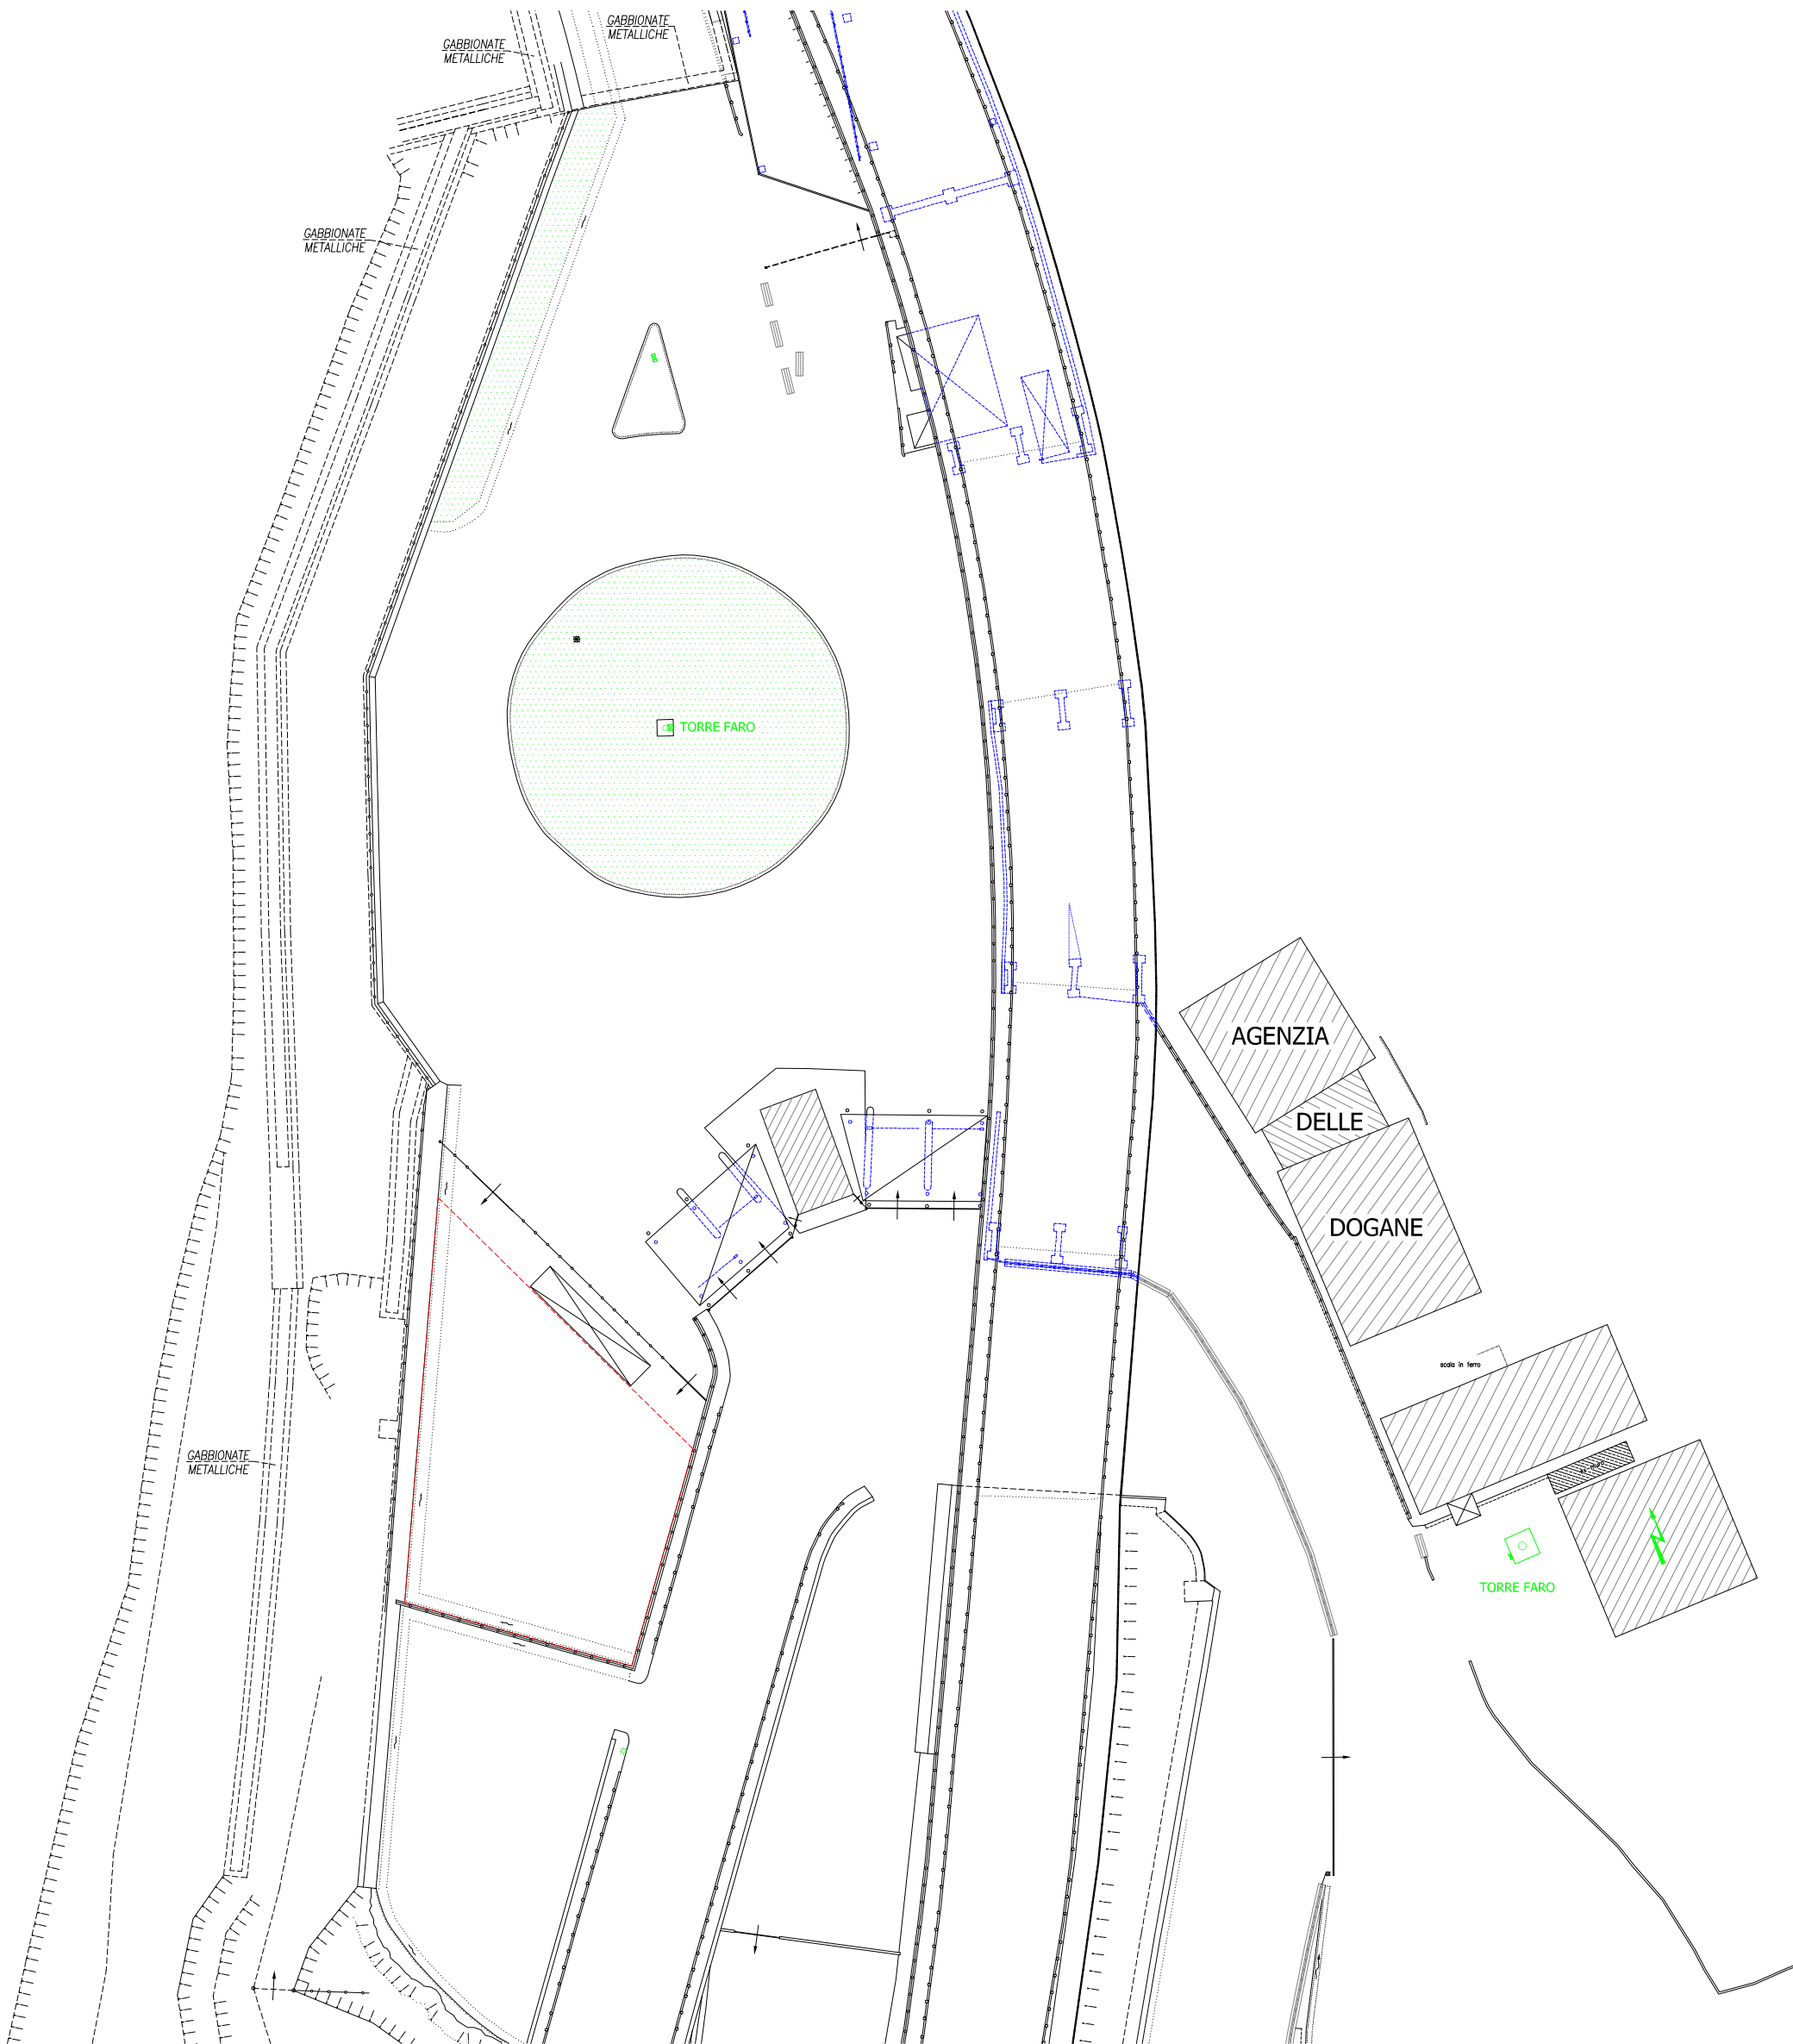 GABBIONATE
METALLICHE
GABBIONATE
METALLICHE
GABBIONATE
METALLICHE
TORRE FARO
AGENZIA
DELLE
DOGANE
scala in ferro
GABBIONATE
METALLICHE
TORRE FARO